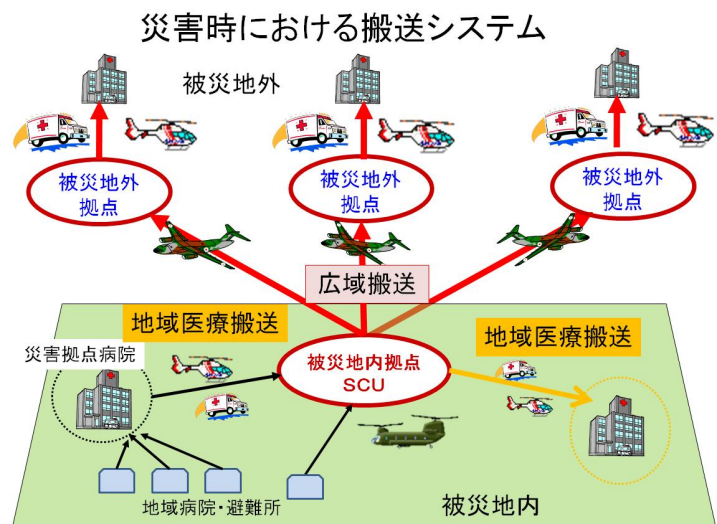 災害時における搬送システム
被災地外
被災地外
拠点
被災地外
拠点
被災地外
拠点
広域搬送
地域医療搬送
地域医療搬送
災害拠点病院
被災地内拠点
SCU
地域病院・避難所
被災地内